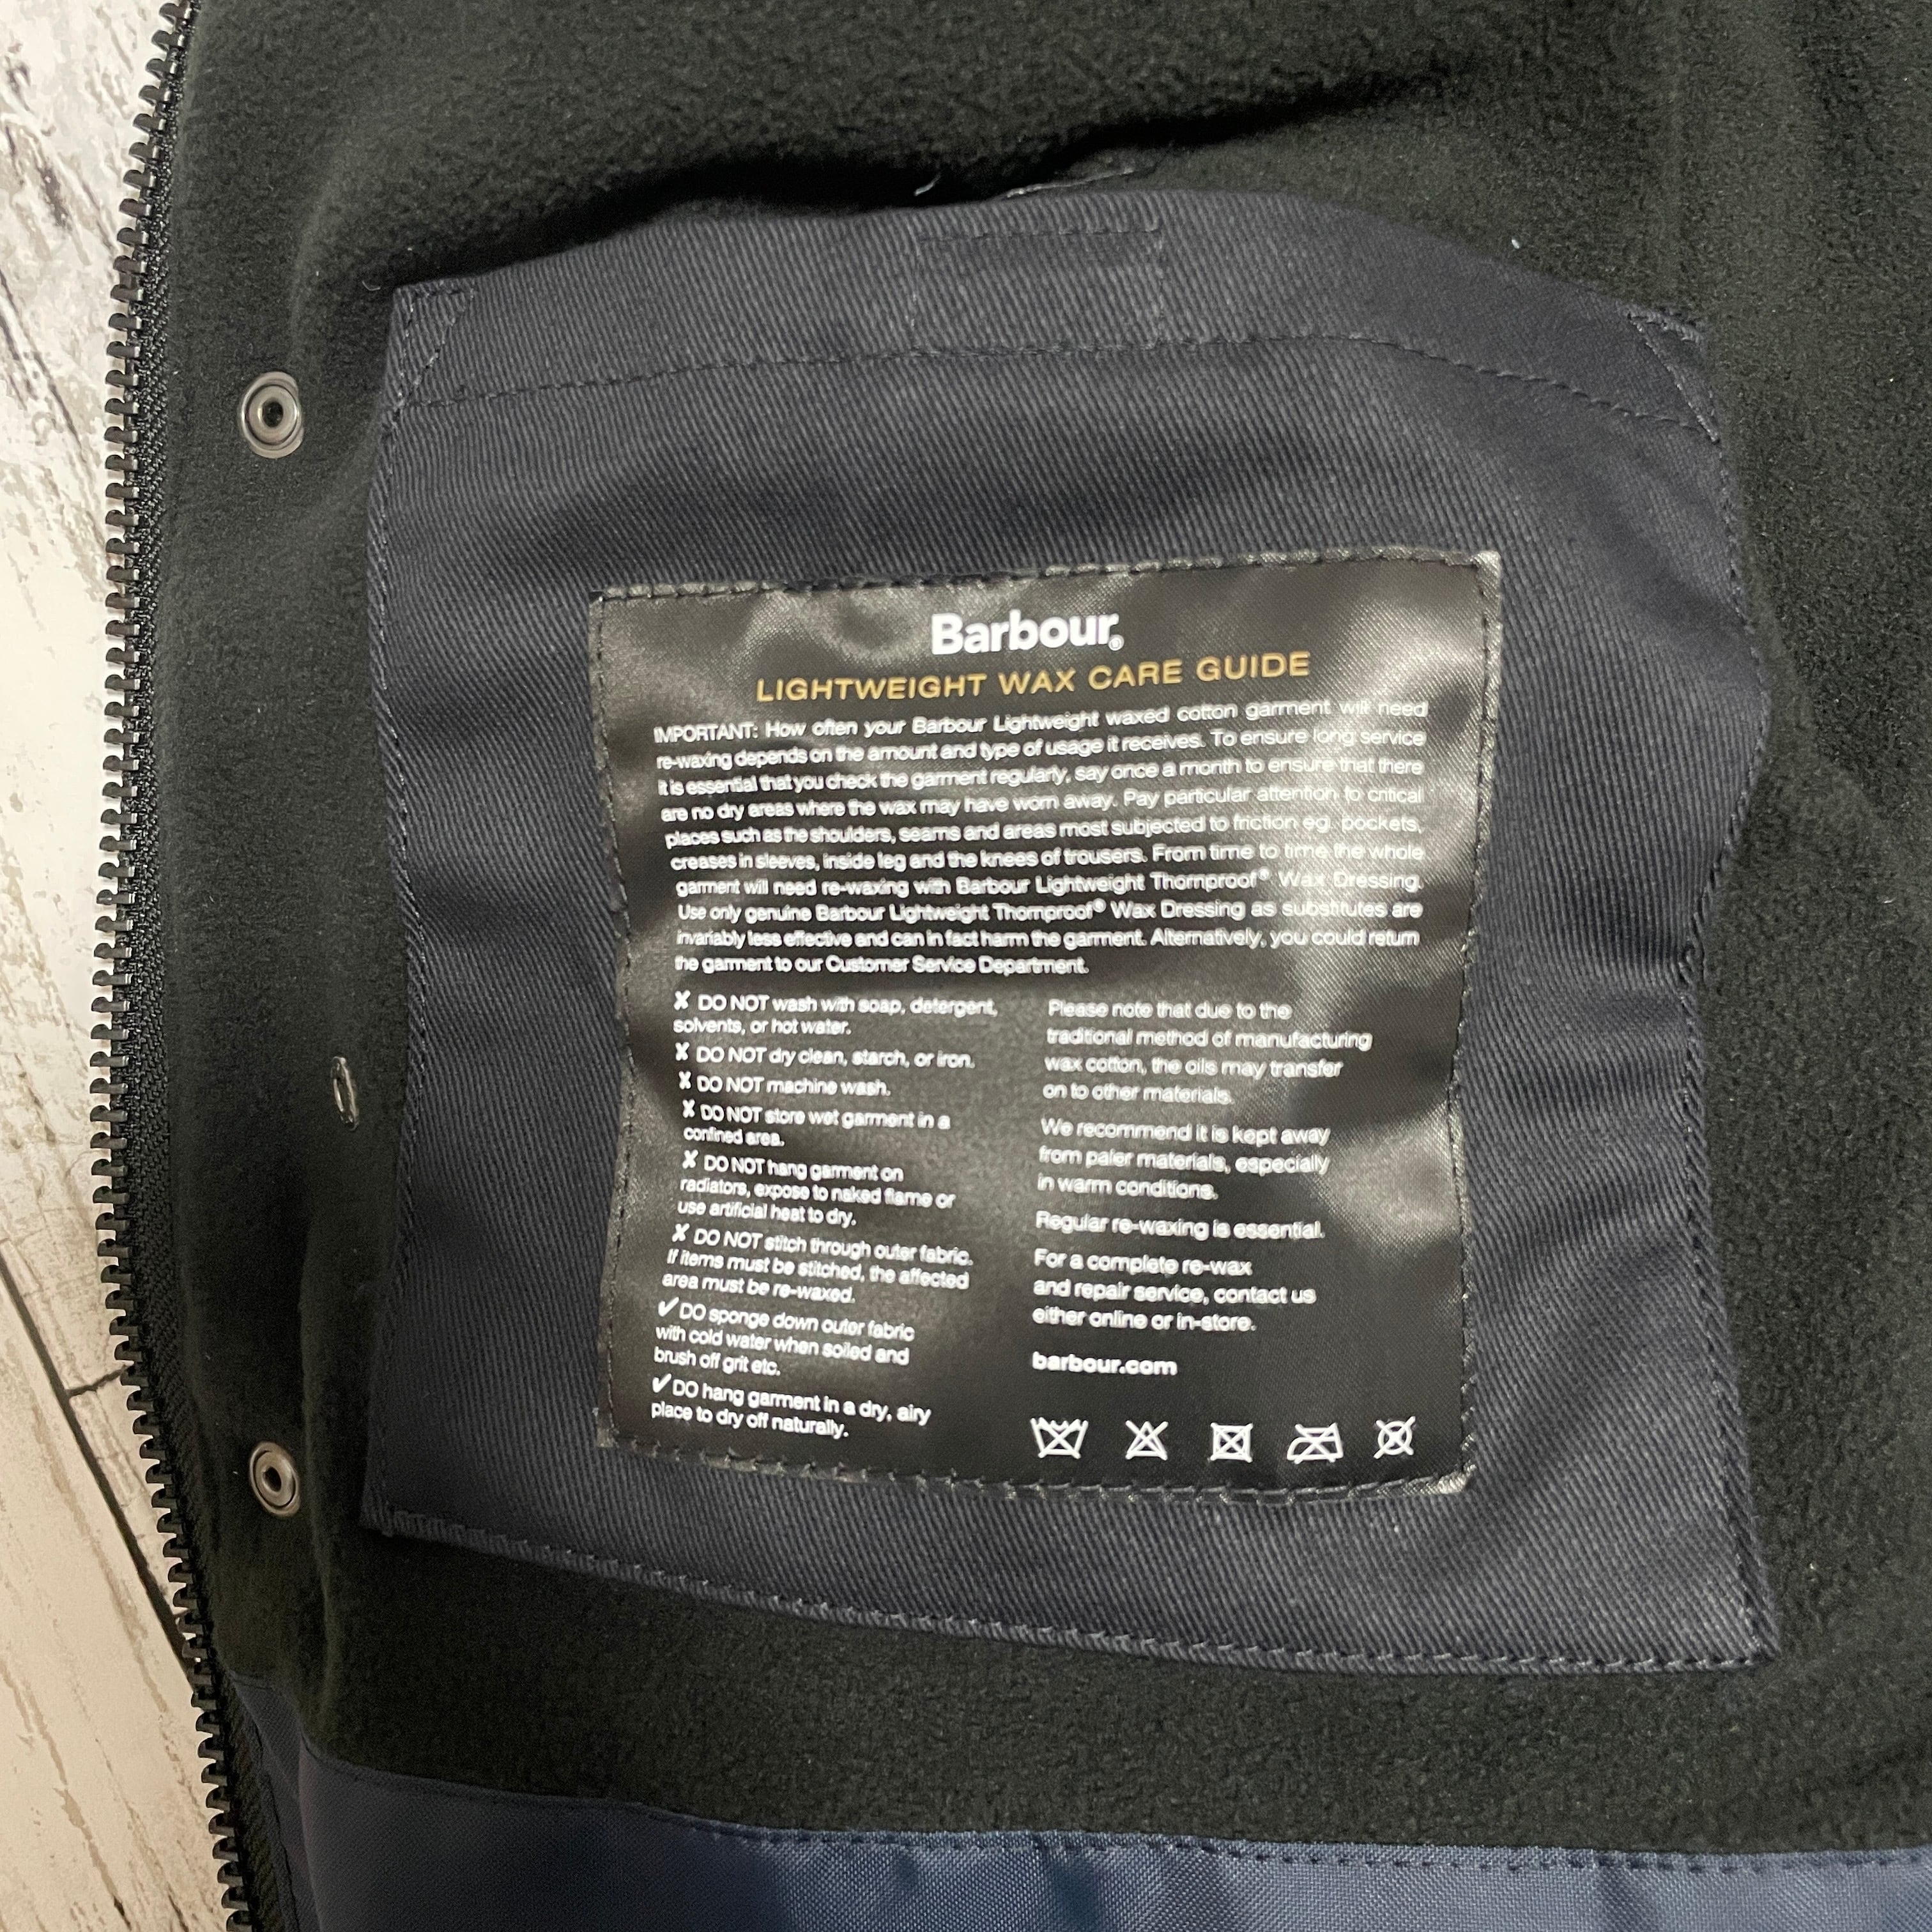 Barbour®
LIGHTWEIGHT WAX CARE GUIDE
IMPORTANT: How often your Barbour Lightweight waxed cotton garment will need
re-waxing depends on the amount and type of usage it receives. To ensure long service
it is essential that you check the garment regularly, say once a month to ensure that there
are no dry areas where the wax may have worn away. Pay particular attention to critical
places such as the shoulders, seams and areas most subjected to friction eg. pockets,
creases in sleeves, inside leg and the knees of trousers. From time to time the whole
garment will need re-waxing with Barbour Lightweight Thornproof® Wax Dressing.
Use only genuine Barbour Lightweight Thornproof® Wax Dressing as substitutes are
invariably less effective and can in fact harm the garment. Alternatively, you could return
the garment to our Customer Service Department.
✗ DO NOT wash with soap, detergent,
solvents, or hot water.
✗ DO NOT dry clean, starch, or iron.
✗ DO NOT machine wash.
✗ DO NOT store wet garment in a
confined area.
✗ DO NOT hang garment on
radiators, expose to naked flame or
use artificial heat to dry.
✗ DO NOT stitch through outer fabric.
If items must be stitched, the affected
area must be re-waxed.
✓ DO sponge down outer fabric
with cold water when soiled and
brush off grit etc.
✓ DO hang garment in a dry, airy
place to dry off naturally.
Please note that due to the
traditional method of manufacturing
wax cotton, the oils may transfer
on to other materials.
We recommend it is kept away
from paler materials, especially
in warm conditions.
Regular re-waxing is essential.
For a complete re-wax
and repair service, contact us
either online or in-store.
barbour.com